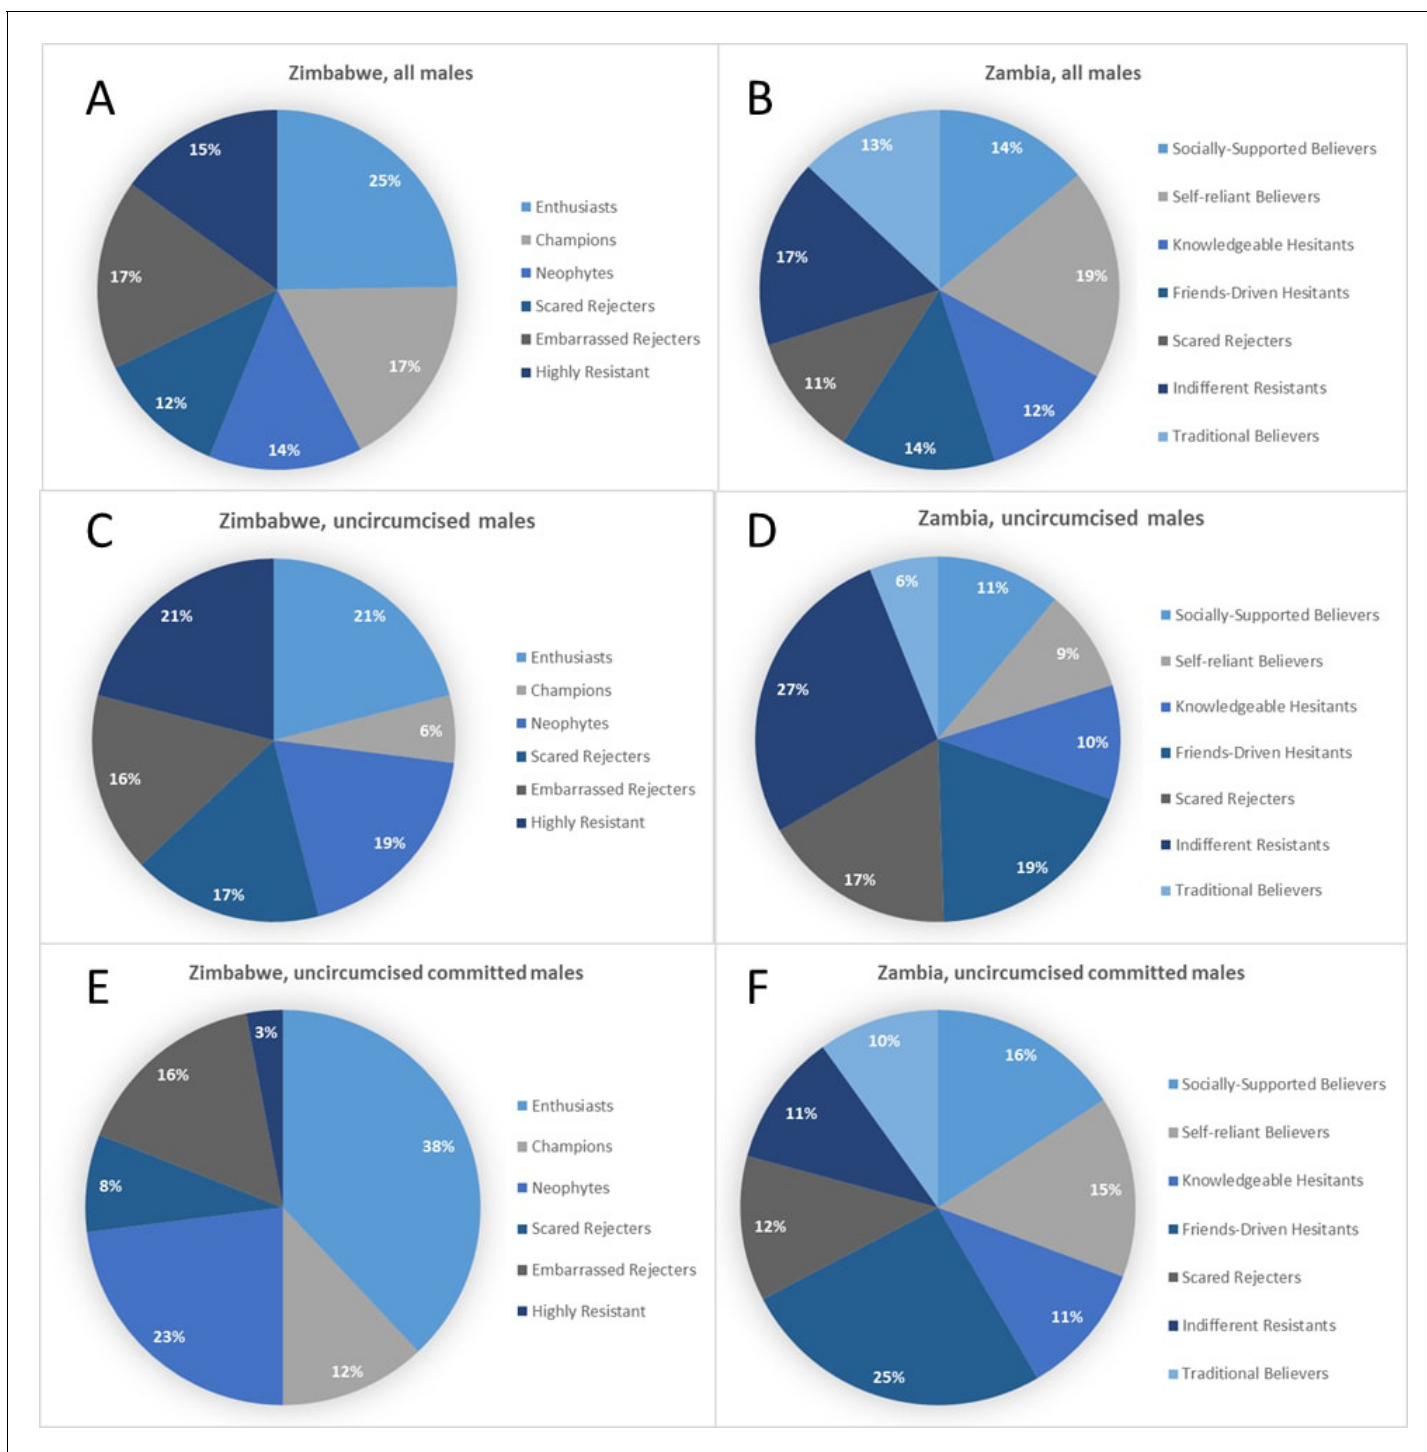 A
Zimbabwe, all males
15%
25%
17%
17%
12%
14%
Enthusiasts
Champions
Neophytes
Scared Rejecters
Embarrassed Rejecters
Highly Resistant
B
Zambia, all males
13%
14%
17%
19%
11%
12%
14%
Socially-Supported Believers
Self-reliant Believers
Knowledgeable Hesitants
Friends-Driven Hesitants
Scared Rejecters
Indifferent Resistants
Traditional Believers
C
Zimbabwe, uncircumcised males
21%
21%
6%
16%
19%
17%
Enthusiasts
Champions
Neophytes
Scared Rejecters
Embarrassed Rejecters
Highly Resistant
D
Zambia, uncircumcised males
6%
11%
9%
27%
10%
19%
17%
Socially-Supported Believers
Self-reliant Believers
Knowledgeable Hesitants
Friends-Driven Hesitants
Scared Rejecters
Indifferent Resistants
Traditional Believers
E
Zimbabwe, uncircumcised committed males
3%
16%
38%
8%
23%
12%
Enthusiasts
Champions
Neophytes
Scared Rejecters
Embarrassed Rejecters
Highly Resistant
F
Zambia, uncircumcised committed males
10%
16%
11%
15%
12%
11%
25%
Socially-Supported Believers
Self-reliant Believers
Knowledgeable Hesitants
Friends-Driven Hesitants
Scared Rejecters
Indifferent Resistants
Traditional Believers